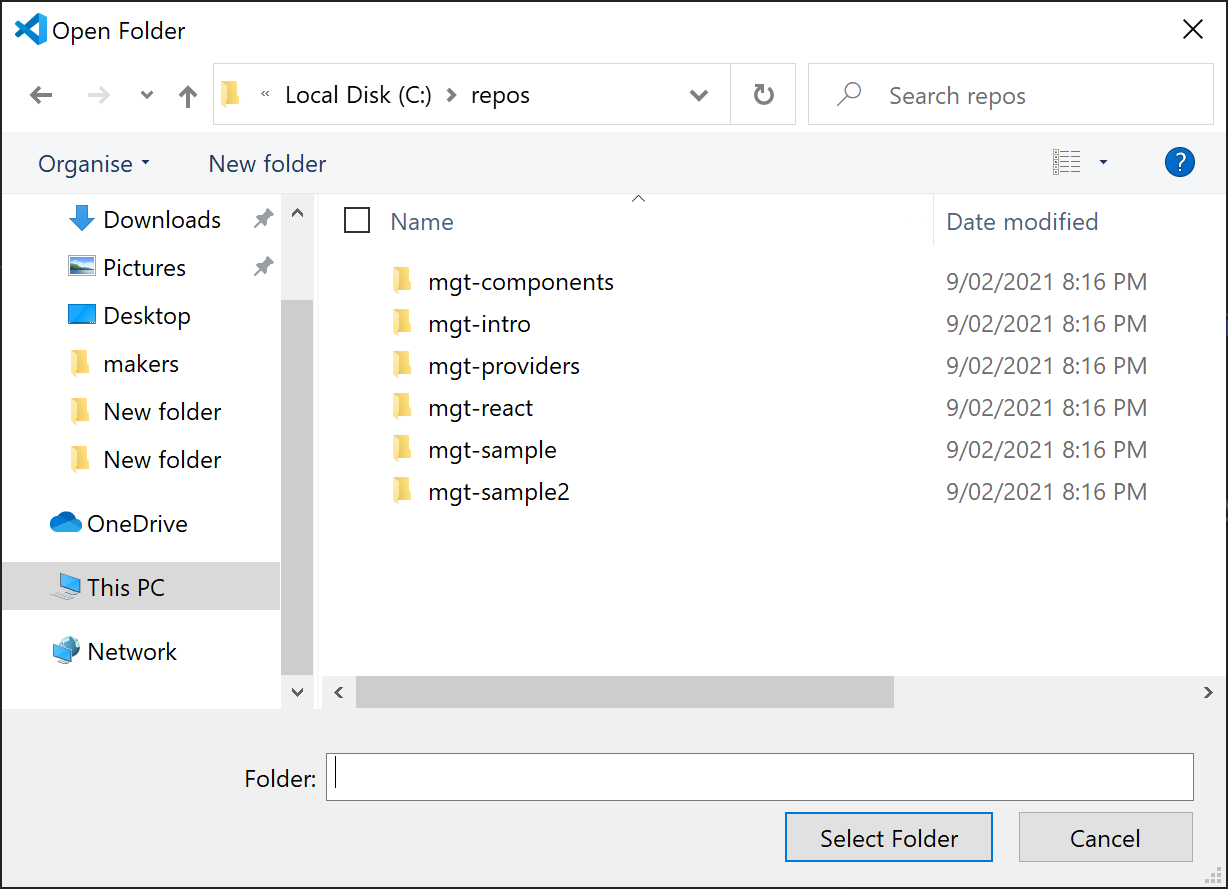 Open Folder
« Local Disk (C:) > repos
Search repos
Organise
New folder
?
Downloads
Pictures
Desktop
makers
New folder
New folder
OneDrive
This PC
Network
Name Date modified
mgt-components 9/02/2021 8:16 PM
mgt-intro 9/02/2021 8:16 PM
mgt-providers 9/02/2021 8:16 PM
mgt-react 9/02/2021 8:16 PM
mgt-sample 9/02/2021 8:16 PM
mgt-sample2 9/02/2021 8:16 PM
Folder:
Select Folder
Cancel